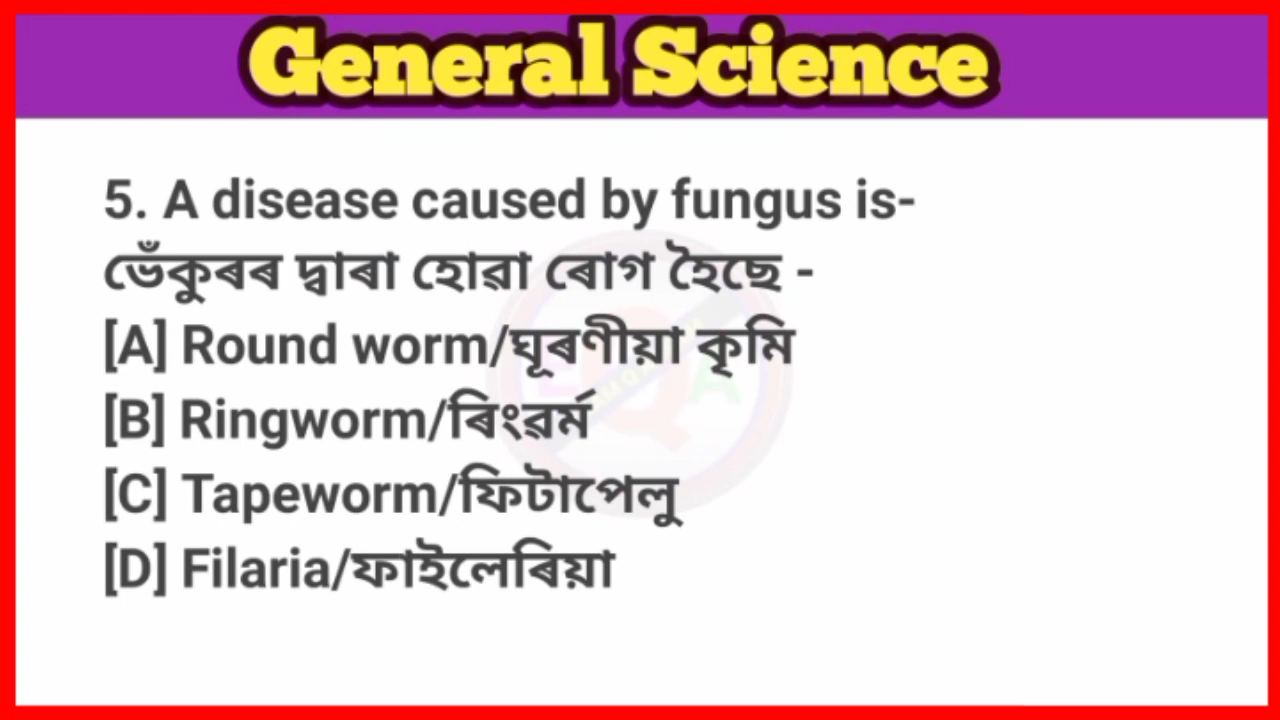 General Science
5. A disease caused by fungus is-
ভেঁকুৰৰ দ্বাৰা হোৱা ৰোগ হৈছে -
[A] Round worm/ঘূৰণীয়া কৃমি
[B] Ringworm/ৰিংৱৰ্ম
[C] Tapeworm/ফিটাপেলু
[D] Filaria/ফাইলেৰিয়া